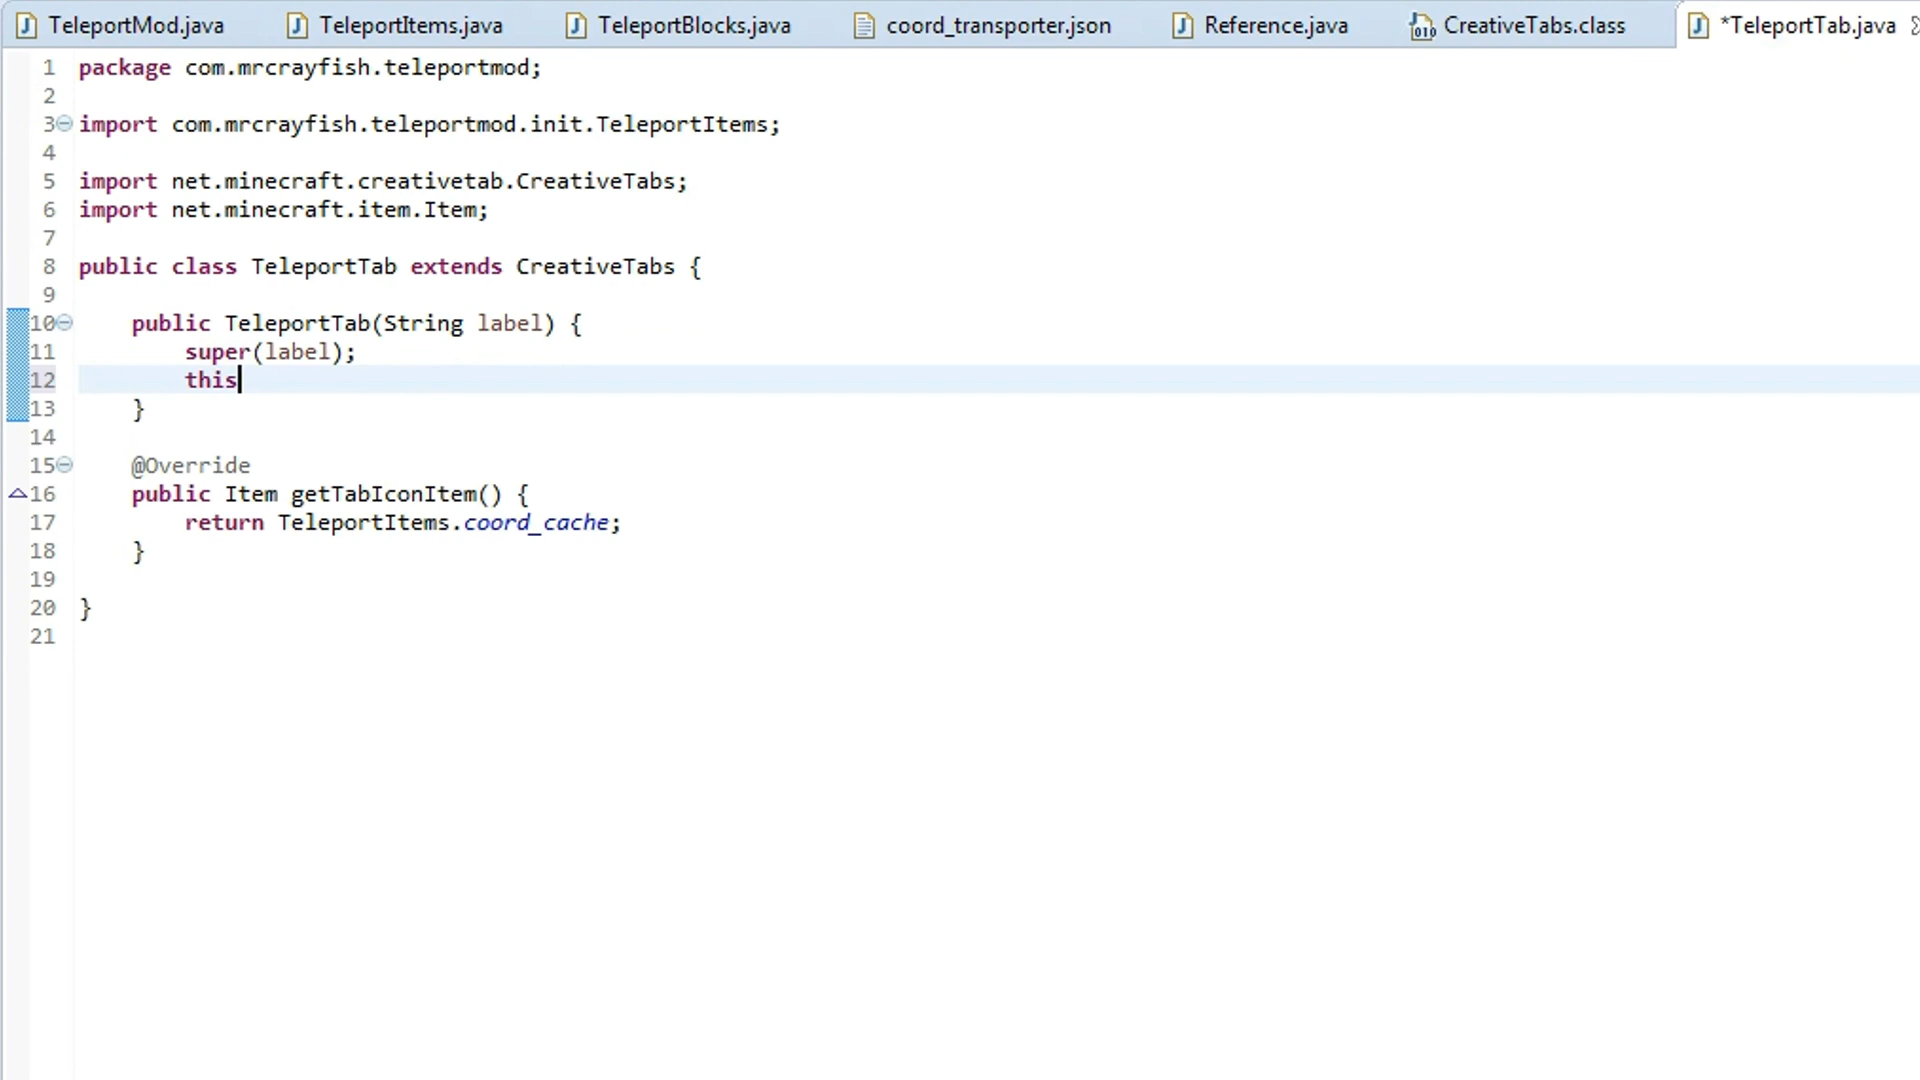 TeleportMod.java TeleportItems.java TeleportBlocks.java coord_transporter.json Reference.java CreativeTabs.class *TeleportTab.java
1 package com.mrcrayfish.teleportmod;
2
3 import com.mrcrayfish.teleportmod.init.TeleportItems;
4
5 import net.minecraft.creativetab.CreativeTabs;
6 import net.minecraft.item.Item;
7
8 public class TeleportTab extends CreativeTabs {
9
10 public TeleportTab(String label) {
11 super(label);
12 this
13 }
14
15 @Override
16 public Item getTabIconItem() {
17 return TeleportItems.coord_cache;
18 }
19
20 }
21